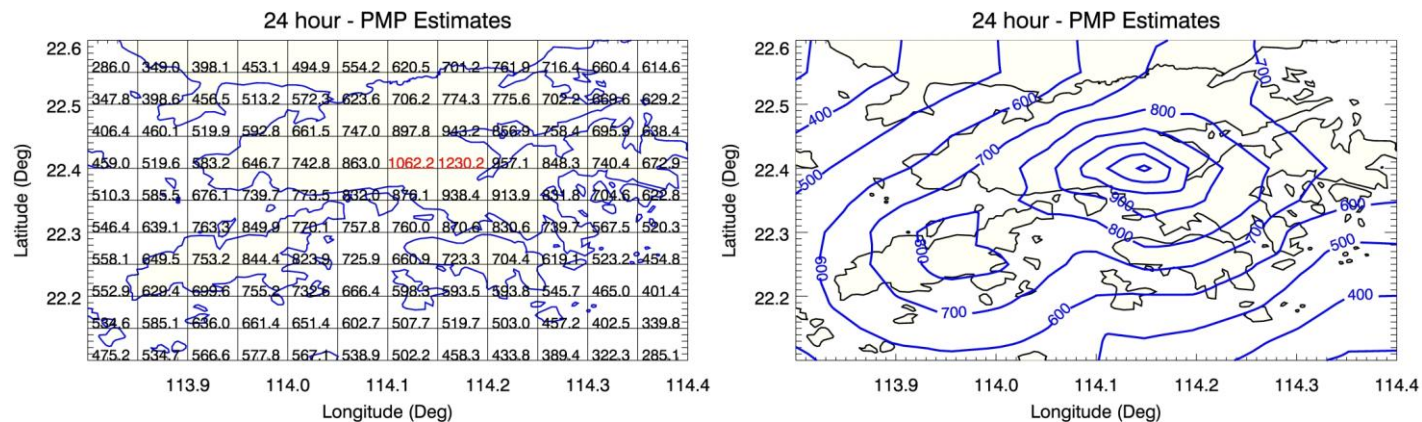 24 hour - PMP Estimates
22.6
22.5
22.4
22.3
22.2
Latitude (Deg)
286.0 349.0 398.1 453.1 494.9 554.2 620.5 701.2 761.9 716.4 660.4 614.6
347.8 398.6 456.5 513.2 572.3 623.6 706.2 774.3 775.6 702.2 669.6 629.2
406.4 460.1 519.9 592.8 661.5 747.0 897.8 943.2 856.9 758.4 695.9 638.4
459.0 519.6 583.2 646.7 742.8 863.0 1062.2 1230.2 957.1 848.3 740.4 672.9
510.3 585.5 676.1 739.7 773.5 832.0 876.1 938.4 913.9 831.8 704.6 622.8
546.4 639.1 763.3 849.9 770.1 757.8 760.0 870.6 830.6 739.7 567.5 520.3
558.1 649.5 753.2 844.4 823.9 725.9 660.9 723.3 704.4 619.1 523.2 454.8
552.9 629.4 699.6 755.2 732.6 666.4 593.5 545.7 465.0 401.4
534.6 585.1 636.0 661.4 651.4 602.7 507.7 519.7 503.0 457.2 402.5 339.8
475.2 534.7 566.6 577.8 567.1 538.9 502.2 458.3 433.8 389.4 322.3 285.1
113.9 114.0 114.1 114.2 114.3 114.4
Longitude (Deg)
24 hour - PMP Estimates
22.6
22.5
22.4
22.3
22.2
Latitude (Deg)
700
600
400
800
700
500
900
600
800
700
500
800
600
400
700
600
113.9 114.0 114.1 114.2 114.3 114.4
Longitude (Deg)